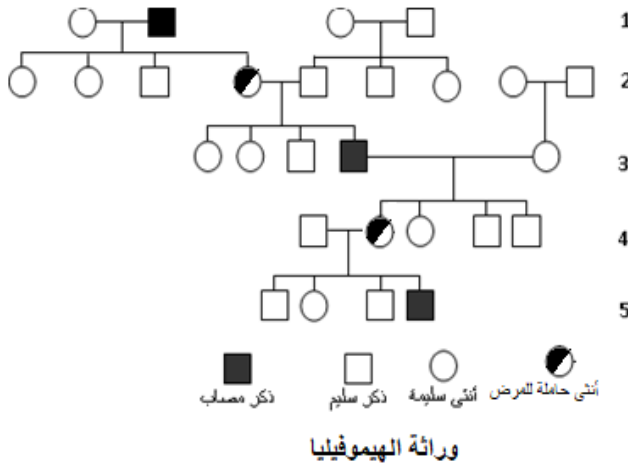 1
2
3
4
5
ذكر مصاب
ذكر سليم
أنثى سليمة
أنثى حاملة للمرض
وراثة الهيموفيليا